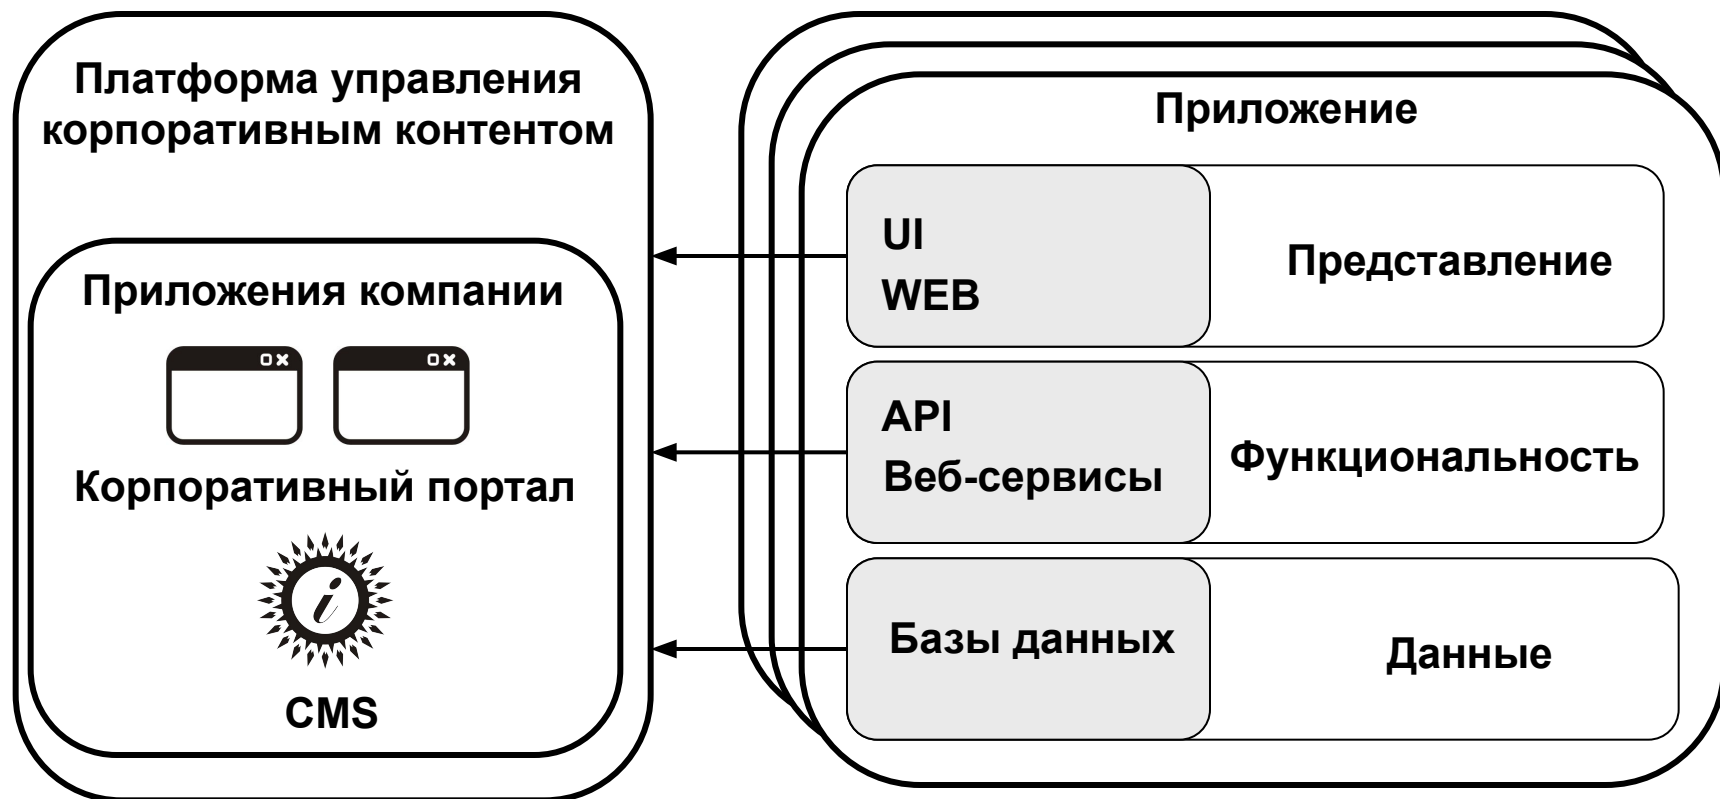 Платформа управления
корпоративным контентом
Приложения компании
Корпоративный портал
i
CMS
Приложение
UI
WEB
Представление
API
Веб-сервисы
Функциональность
Базы данных
Данные